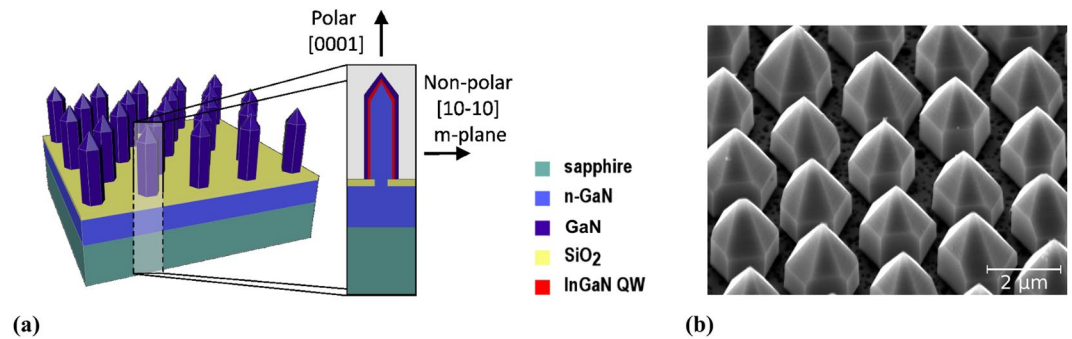 Polar
[0001]
Non-polar
[10-10]
m-plane
sapphire
n-GaN
GaN
SiO₂
InGaN QW
2 μm
(a)
(b)